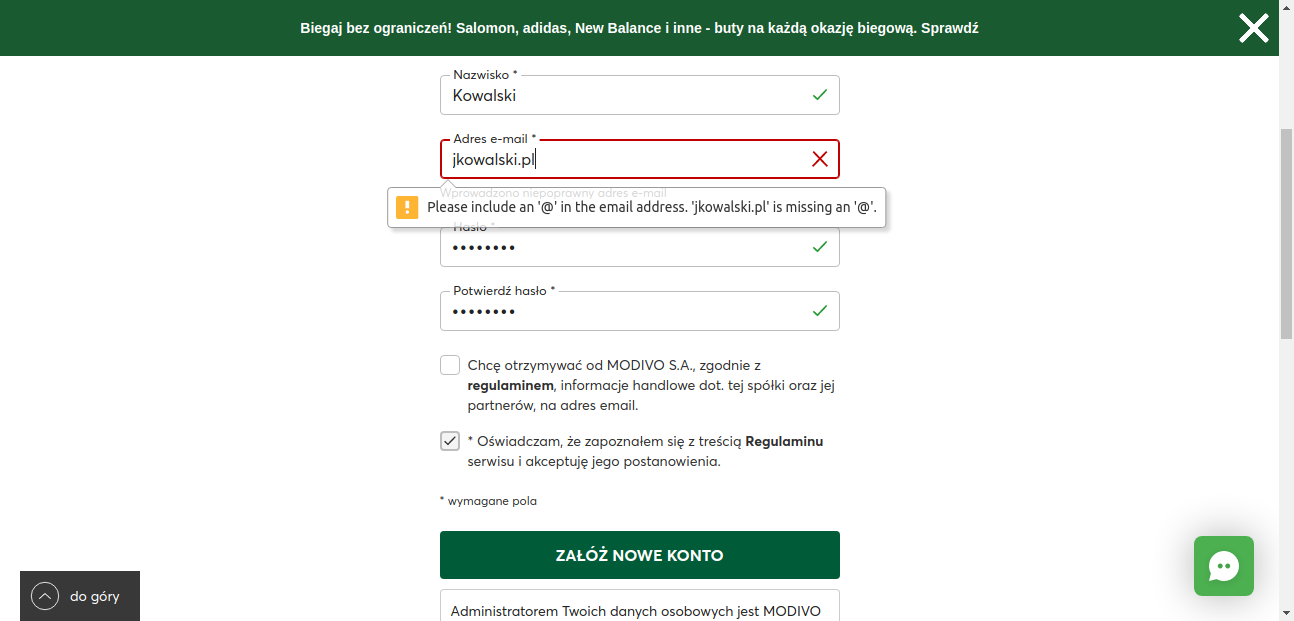 Biegaj bez ograniczeń! Salomon, adidas, New Balance i inne - buty na każdą okazję biegową. Sprawdź
Nazwisko *
Kowalski
Adres e-mail *
jkowalski.pl
Wprowadzono niepoprawny adres e-mail
Please include an '@' in the email address. 'jkowalski.pl' is missing an '@'.
Hasło *
••••••••
Potwierdź hasło *
••••••••
Chcę otrzymywać od MODIVO S.A., zgodnie z
regulaminem, informacje handlowe dot. tej spółki oraz jej
partnerów, na adres email.
* Oświadczam, że zapoznałem się z treścią Regulaminu
serwisu i akceptuję jego postanowienia.
* wymagane pola
ZAŁÓŻ NOWE KONTO
do góry
Administratorem Twoich danych osobowych jest MODIVO